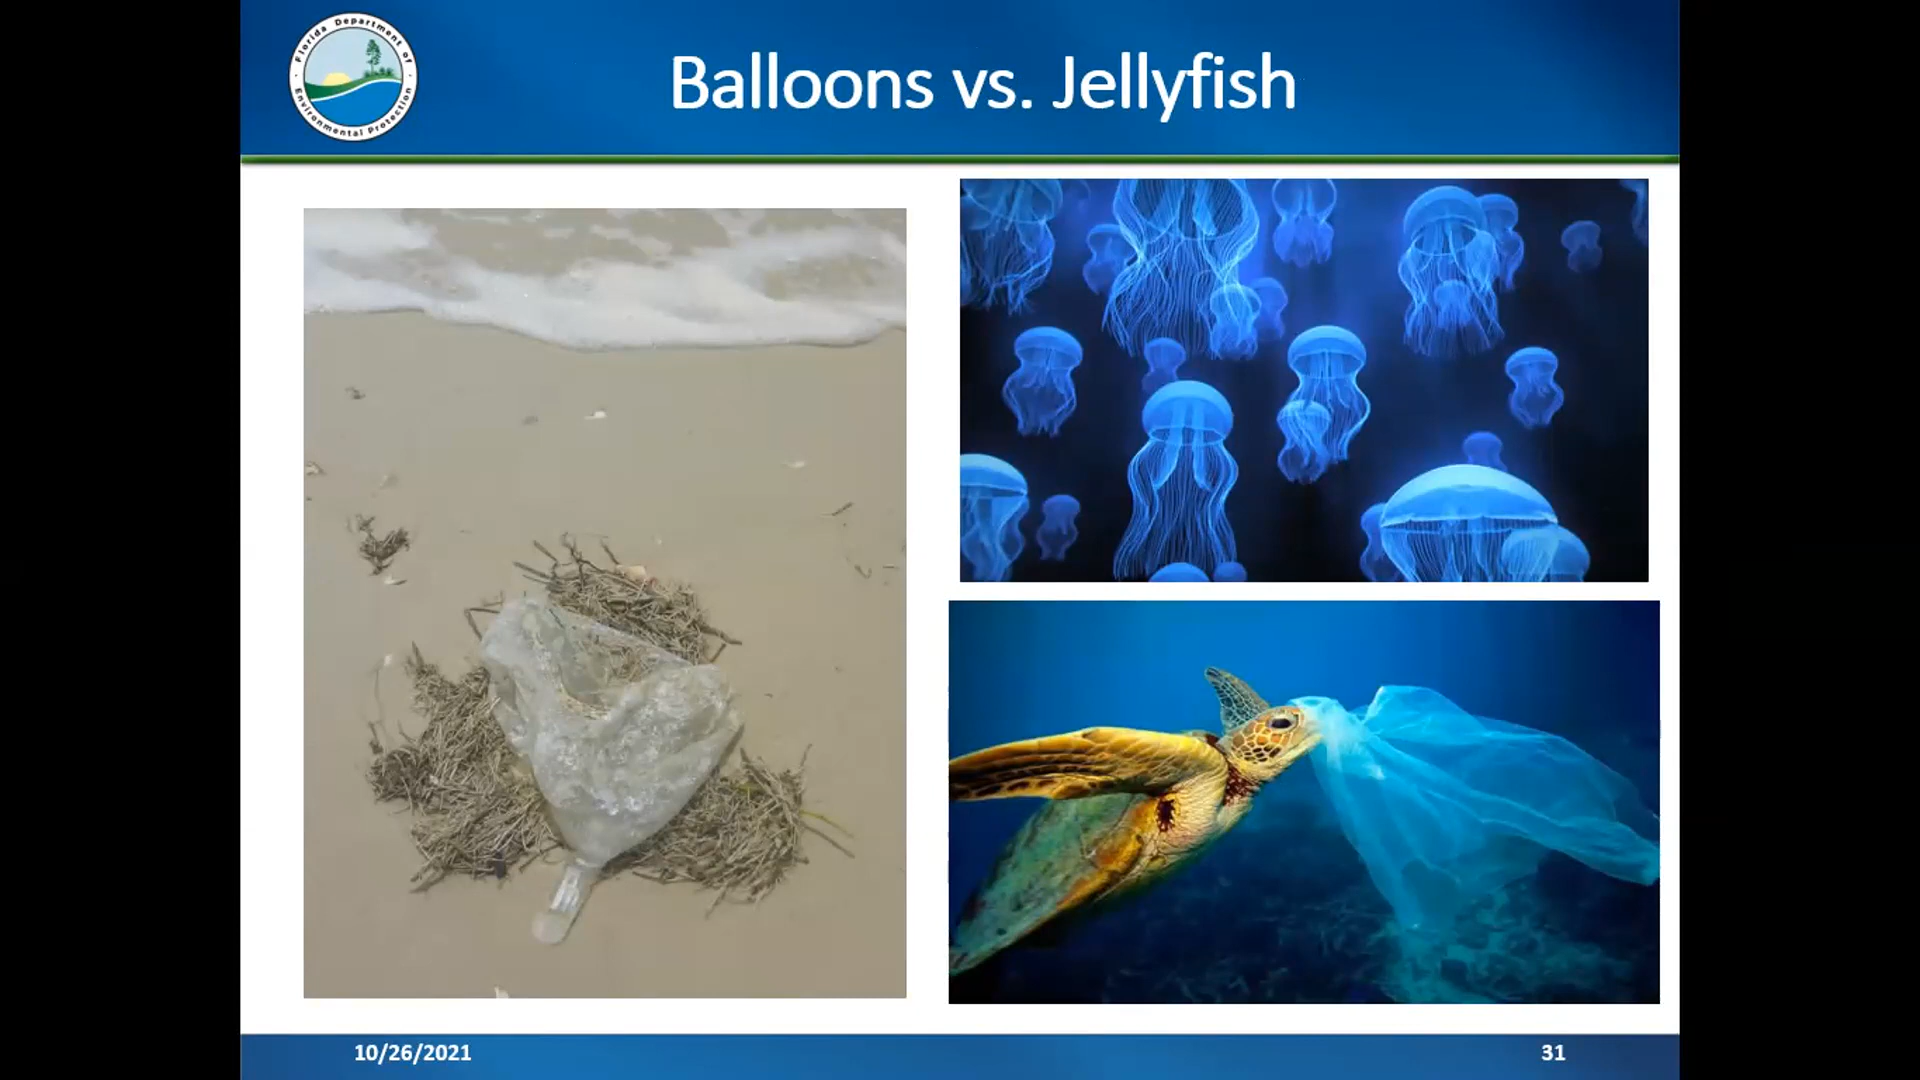 Florida Department of
Environmental Protection
Balloons vs. Jellyfish
10/26/2021
31